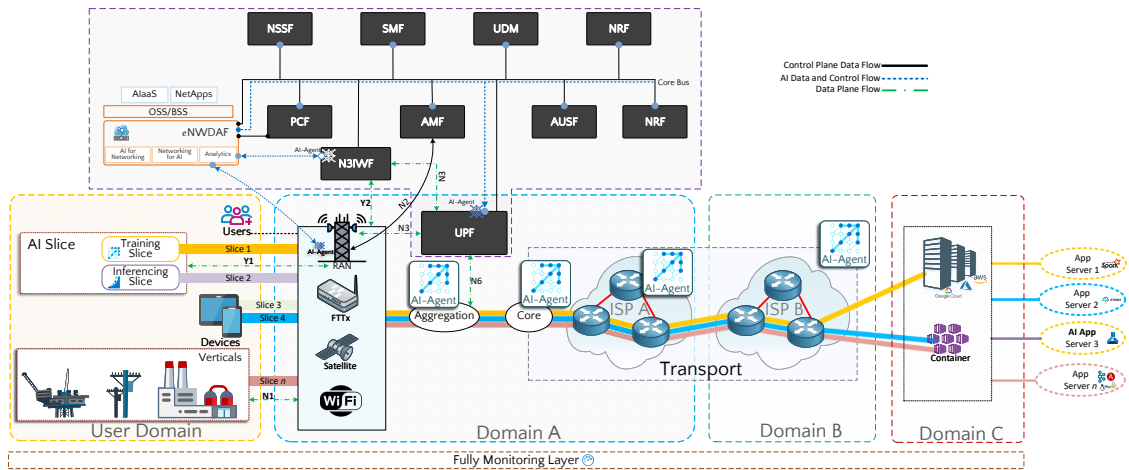 NSSF
SMF
UDM
NRF
Control Plane Data Flow
AI Data and Control Flow
Data Plane Flow
Core Bus
AIaaS
NetApps
OSS/BSS
eNWDAF
AI for
Networking
Networking
for AI
Analytics
PCF
AMF
AUSF
NRF
AI-Agent
N3IWF
N3
Y2
N2
AI-Agent
UPF
N3
N6
Users
AI Slice
Training
Slice
Inferencing
Slice
Slice 1
Y1
Slice 2
Slice 3
Slice 4
Devices
Verticals
Slice n
N1
User Domain
AI-Agent
RAN
FTTx
Satellite
WiFi
AI-Agent
Aggregation
AI-Agent
Core
AI-Agent
ISP A
AI-Agent
ISP B
Transport
Domain A
Domain B
Domain C
Google Cloud
aws
Container
App
Server 1
Spark
App
Server 2
AI App
Server 3
App
Server n
Fully Monitoring Layer